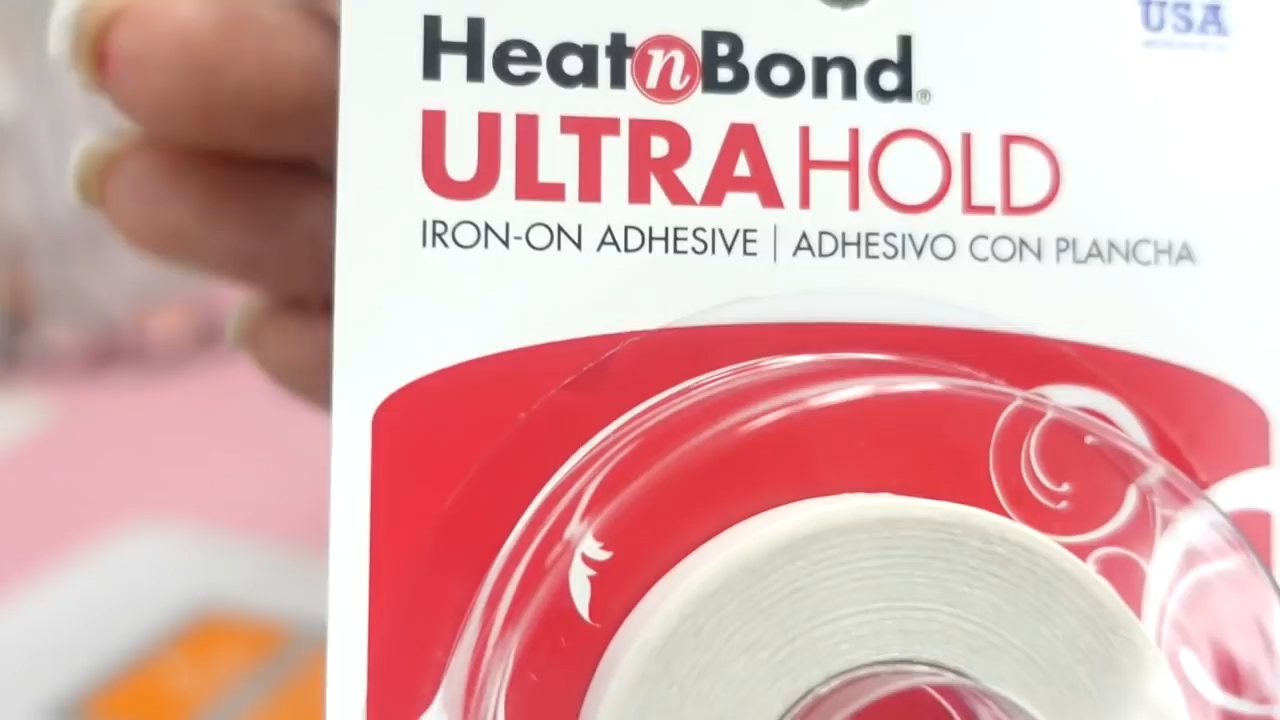 USA
HeatnBond®
ULTRAHOLD
IRON-ON ADHESIVE | ADHESIVO CON PLANCHA